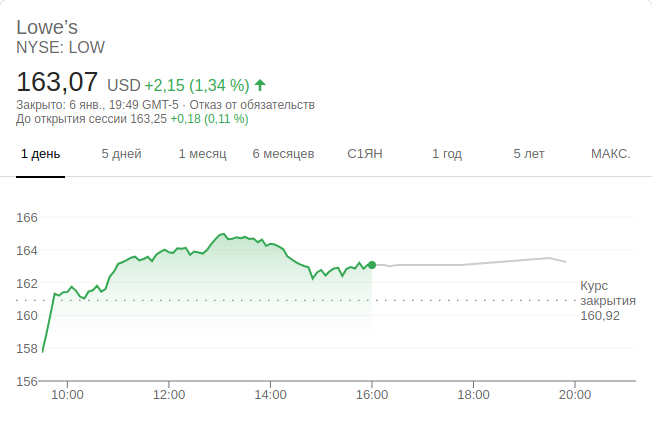 Lowe’s
NYSE: LOW
163,07 USD +2,15 (1,34 %)
Закрыто: 6 янв., 19:49 GMT-5 · Отказ от обязательств
До открытия сессии 163,25 +0,18 (0,11 %)
1 день 5 дней 1 месяц 6 месяцев С1ЯН 1 год 5 лет МАКС.
166
164
162
160
158
156
Курс
закрытия
160,92
10:00 12:00 14:00 16:00 18:00 20:00